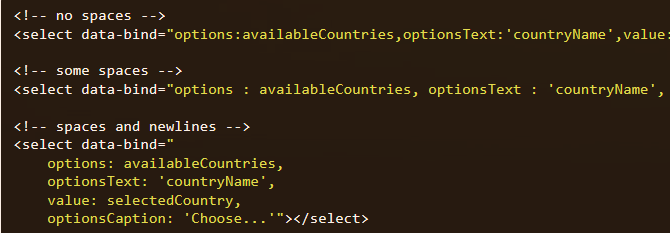 <!-- no spaces -->
<select data-bind="options:availableCountries,optionsText:'countryName',value:
<!-- some spaces -->
<select data-bind="options : availableCountries, optionsText : 'countryName',
<!-- spaces and newlines -->
<select data-bind="
options: availableCountries,
optionsText: 'countryName',
value: selectedCountry,
optionsCaption: 'Choose...'"></select>